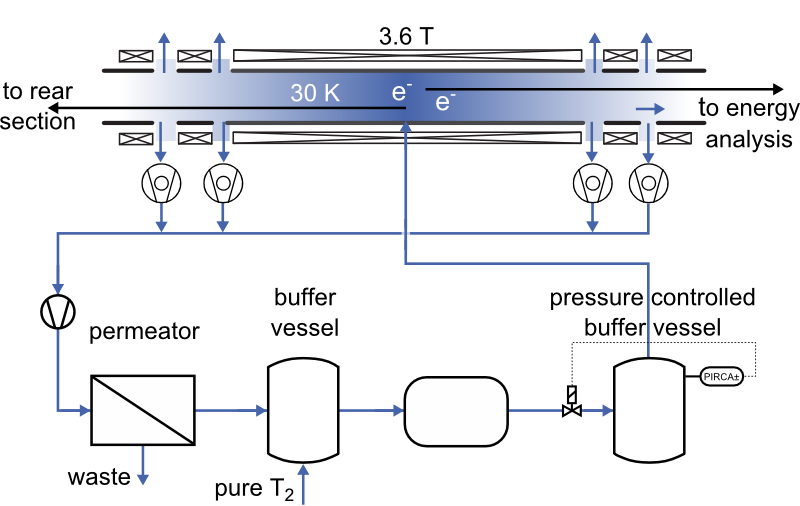 3.6 T
to rear
section
30 K
e-
e-
to energy
analysis
buffer
vessel
pressure controlled
buffer vessel
permeator
PIRCA±
waste
pure T2